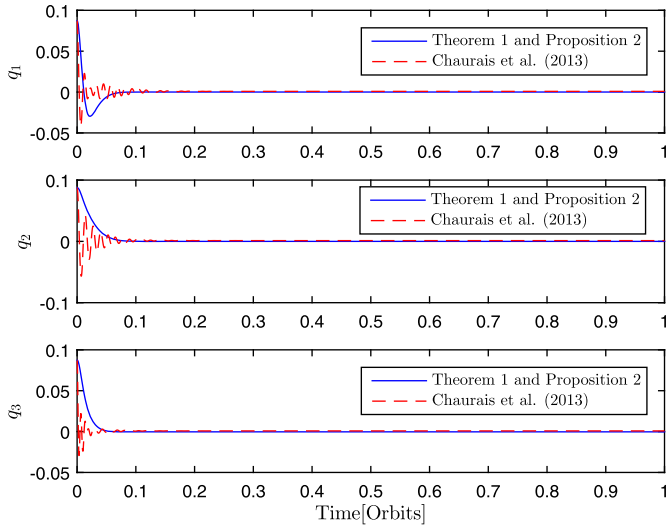 0.1
0.05
0
-0.05
q1
Theorem 1 and Proposition 2
Chaurais et al. (2013)
0 0.1 0.2 0.3 0.4 0.5 0.6 0.7 0.8 0.9 1
0.1
0
-0.1
q2
Theorem 1 and Proposition 2
Chaurais et al. (2013)
0 0.1 0.2 0.3 0.4 0.5 0.6 0.7 0.8 0.9 1
0.1
0.05
0
-0.05
q3
Theorem 1 and Proposition 2
Chaurais et al. (2013)
0 0.1 0.2 0.3 0.4 0.5 0.6 0.7 0.8 0.9 1
Time[Orbits]